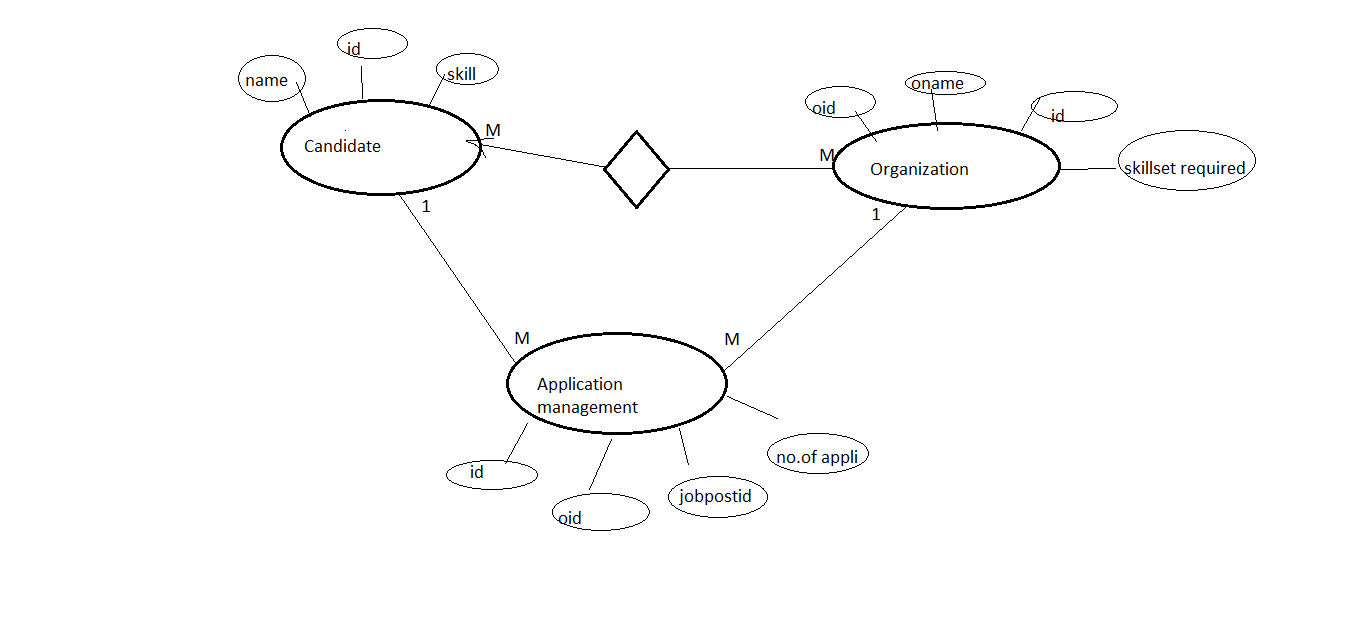 id
name
skill
oname
oid
id
M
Candidate
M
Organization
skillset required
1
1
M
M
Application
management
id
oid
jobpostid
no.of appli